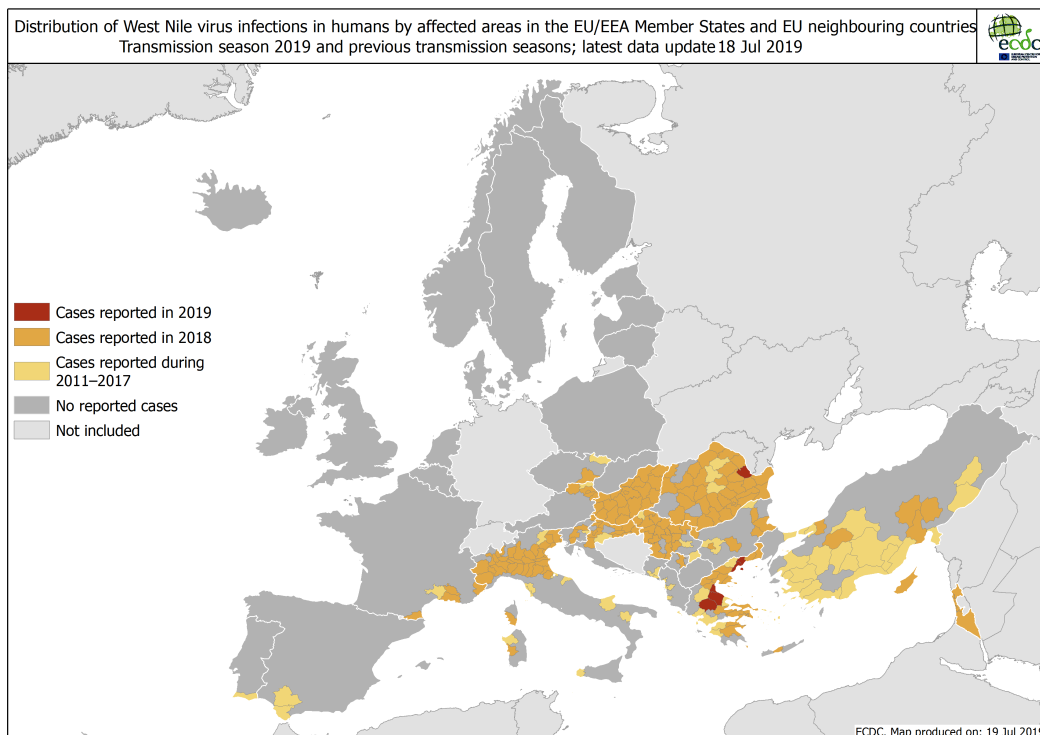 Distribution of West Nile virus infections in humans by affected areas in the EU/EEA Member States and EU neighbouring countries
Transmission season 2019 and previous transmission seasons; latest data update 18 Jul 2019
ecdc
Cases reported in 2019
Cases reported in 2018
Cases reported during
2011–2017
No reported cases
Not included
ECDC. Map produced on: 19 Jul 2019